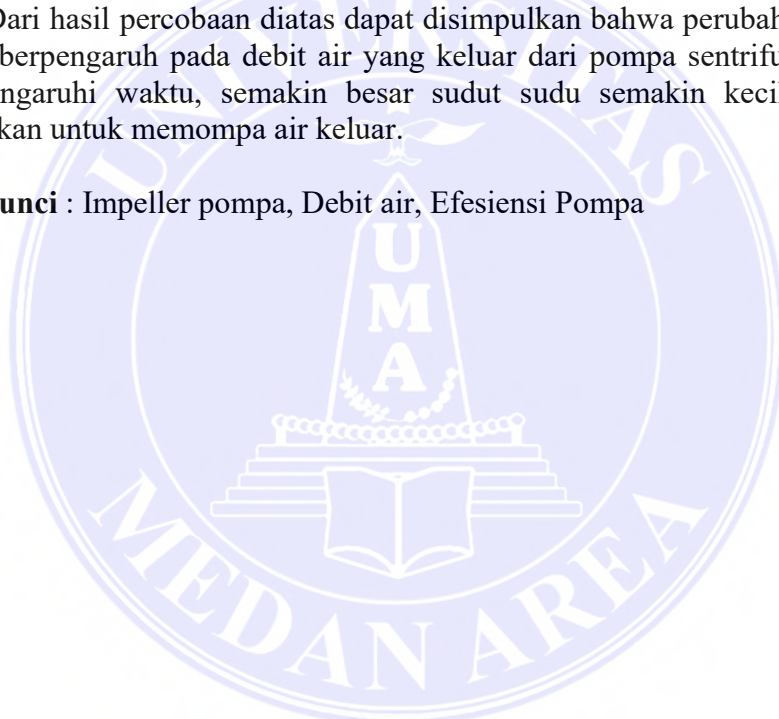 Dari hasil percobaan diatas dapat disimpulkan bahwa perubah
berpengaruh pada debit air yang keluar dari pompa sentrifu
ngaruhi waktu, semakin besar sudut sudu semakin kecil
kan untuk memompa air keluar.
unci : Impeller pompa, Debit air, Efesiensi Pompa
UNIVERSITAS
U
M
A
MEDAN AREA